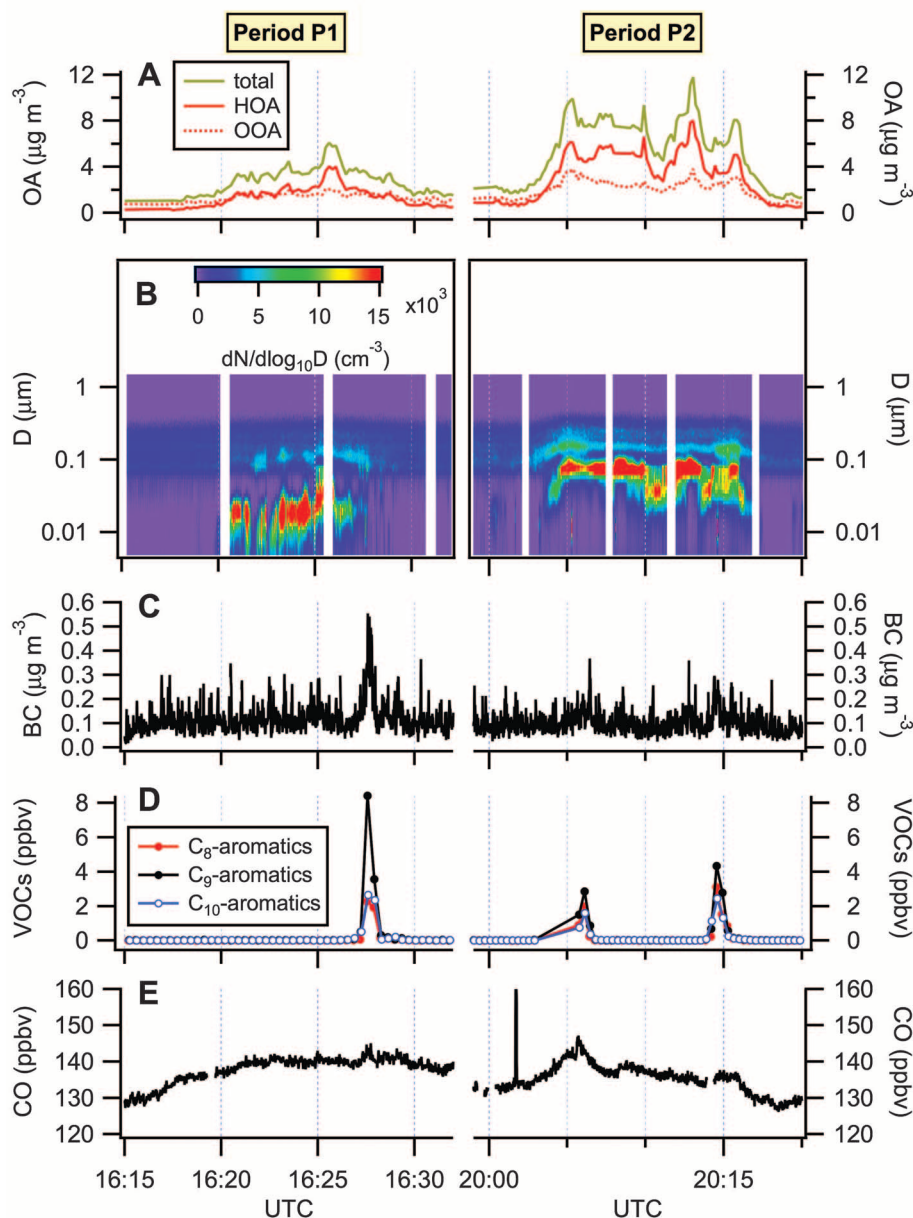 Period P1
Period P2
A
total
HOA
OOA
OA (µg m-3)
12
8
4
0
12
8
4
0
OA (µg m-3)
B
0 5 10 15
x10³
dN/dlog10D (cm-3)
D (µm)
1
0.1
0.01
1
0.1
0.01
D (µm)
C
BC (µg m-3)
0.6
0.5
0.4
0.3
0.2
0.1
0.0
0.6
0.5
0.4
0.3
0.2
0.1
0.0
BC (µg m-3)
D
VOCs (ppbv)
8
6
4
2
0
C8-aromatics
C9-aromatics
C10-aromatics
8
6
4
2
0
VOCs (ppbv)
E
CO (ppbv)
160
150
140
130
120
160
150
140
130
120
CO (ppbv)
16:15 16:20 16:25 16:30
UTC
20:00 20:15
UTC